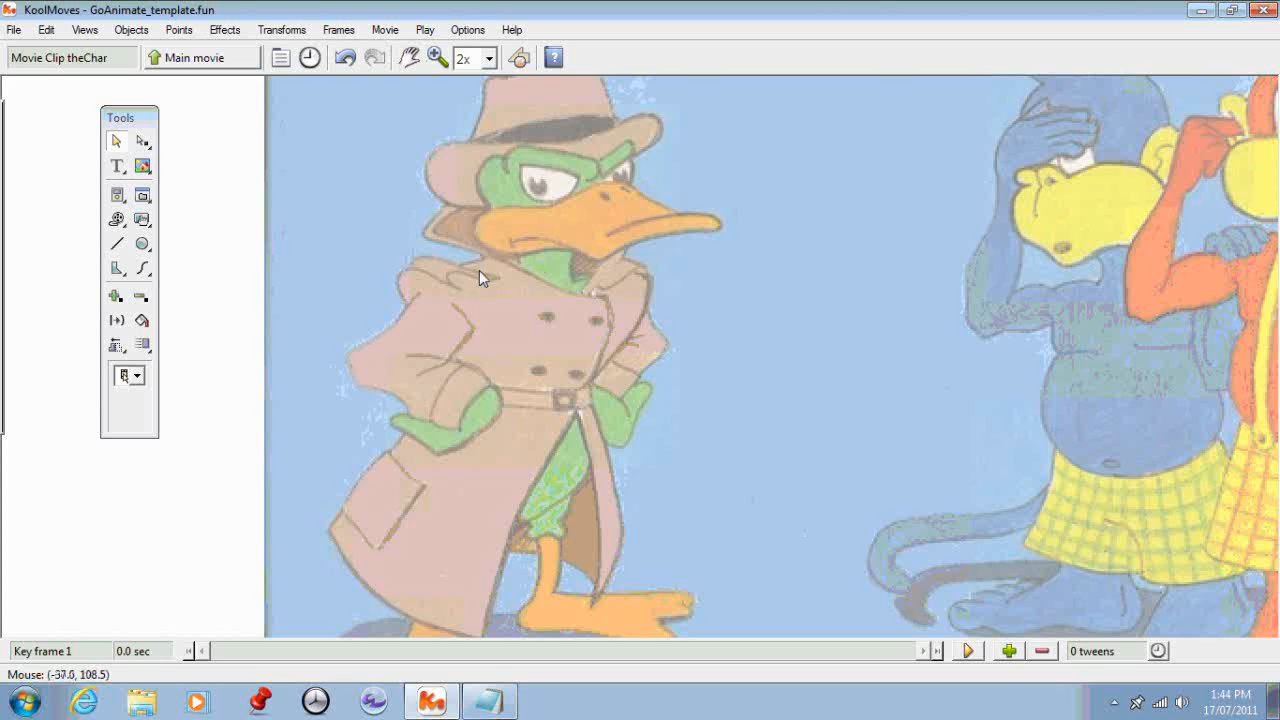 KoolMoves - GoAnimate_template.fun
File Edit Views Objects Points Effects Transforms Frames Movie Play Options Help
Movie Clip theChar Main movie 2x ?
Tools
T
Key frame 1 0.0 sec 0 tweens
Mouse: (-37.0, 108.5)
1:44 PM
17/07/2011